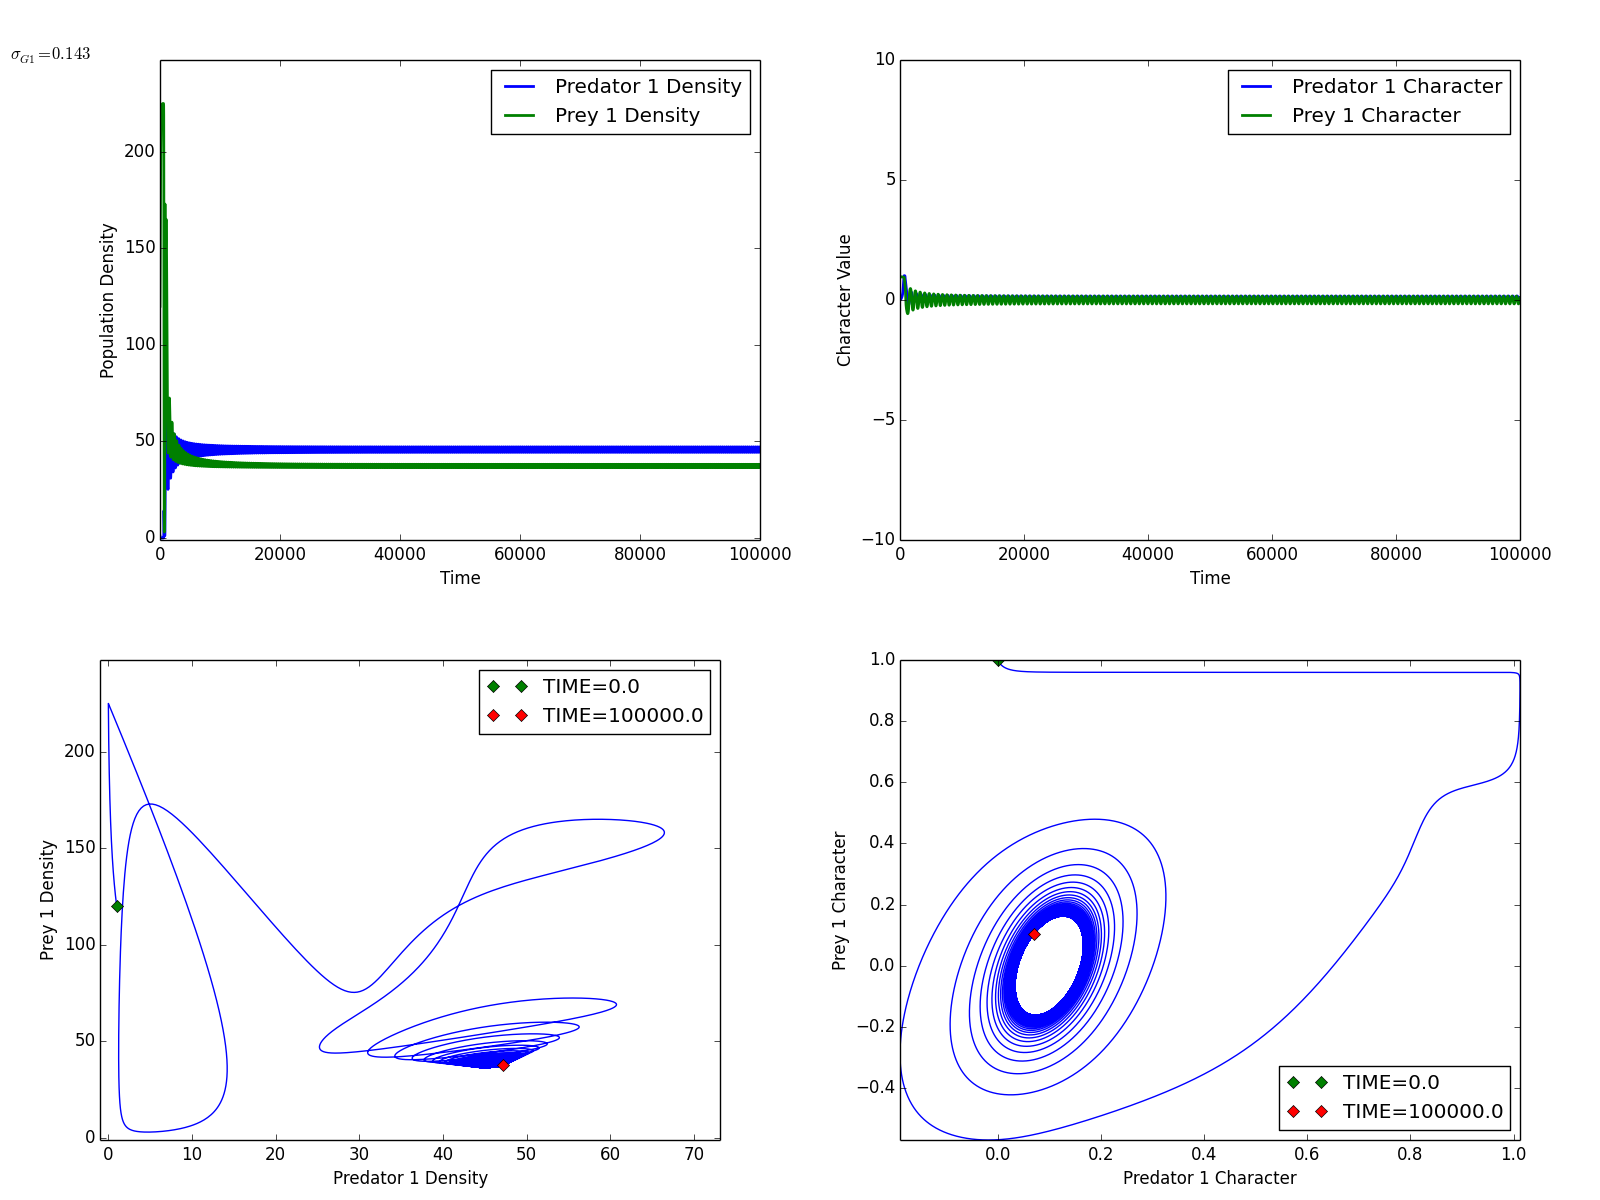 σG1=0.143
Predator 1 Density
Prey 1 Density
200
150
100
50
0
Population Density
0 20000 40000 60000 80000 100000
Time
Predator 1 Character
Prey 1 Character
10
5
0
−5
−10
Character Value
0 20000 40000 60000 80000 100000
Time
TIME=0.0
TIME=100000.0
200
150
100
50
0
Prey 1 Density
0 10 20 30 40 50 60 70
Predator 1 Density
1.0
0.8
0.6
0.4
0.2
0.0
−0.2
−0.4
Prey 1 Character
TIME=0.0
TIME=100000.0
0.0 0.2 0.4 0.6 0.8 1.0
Predator 1 Character